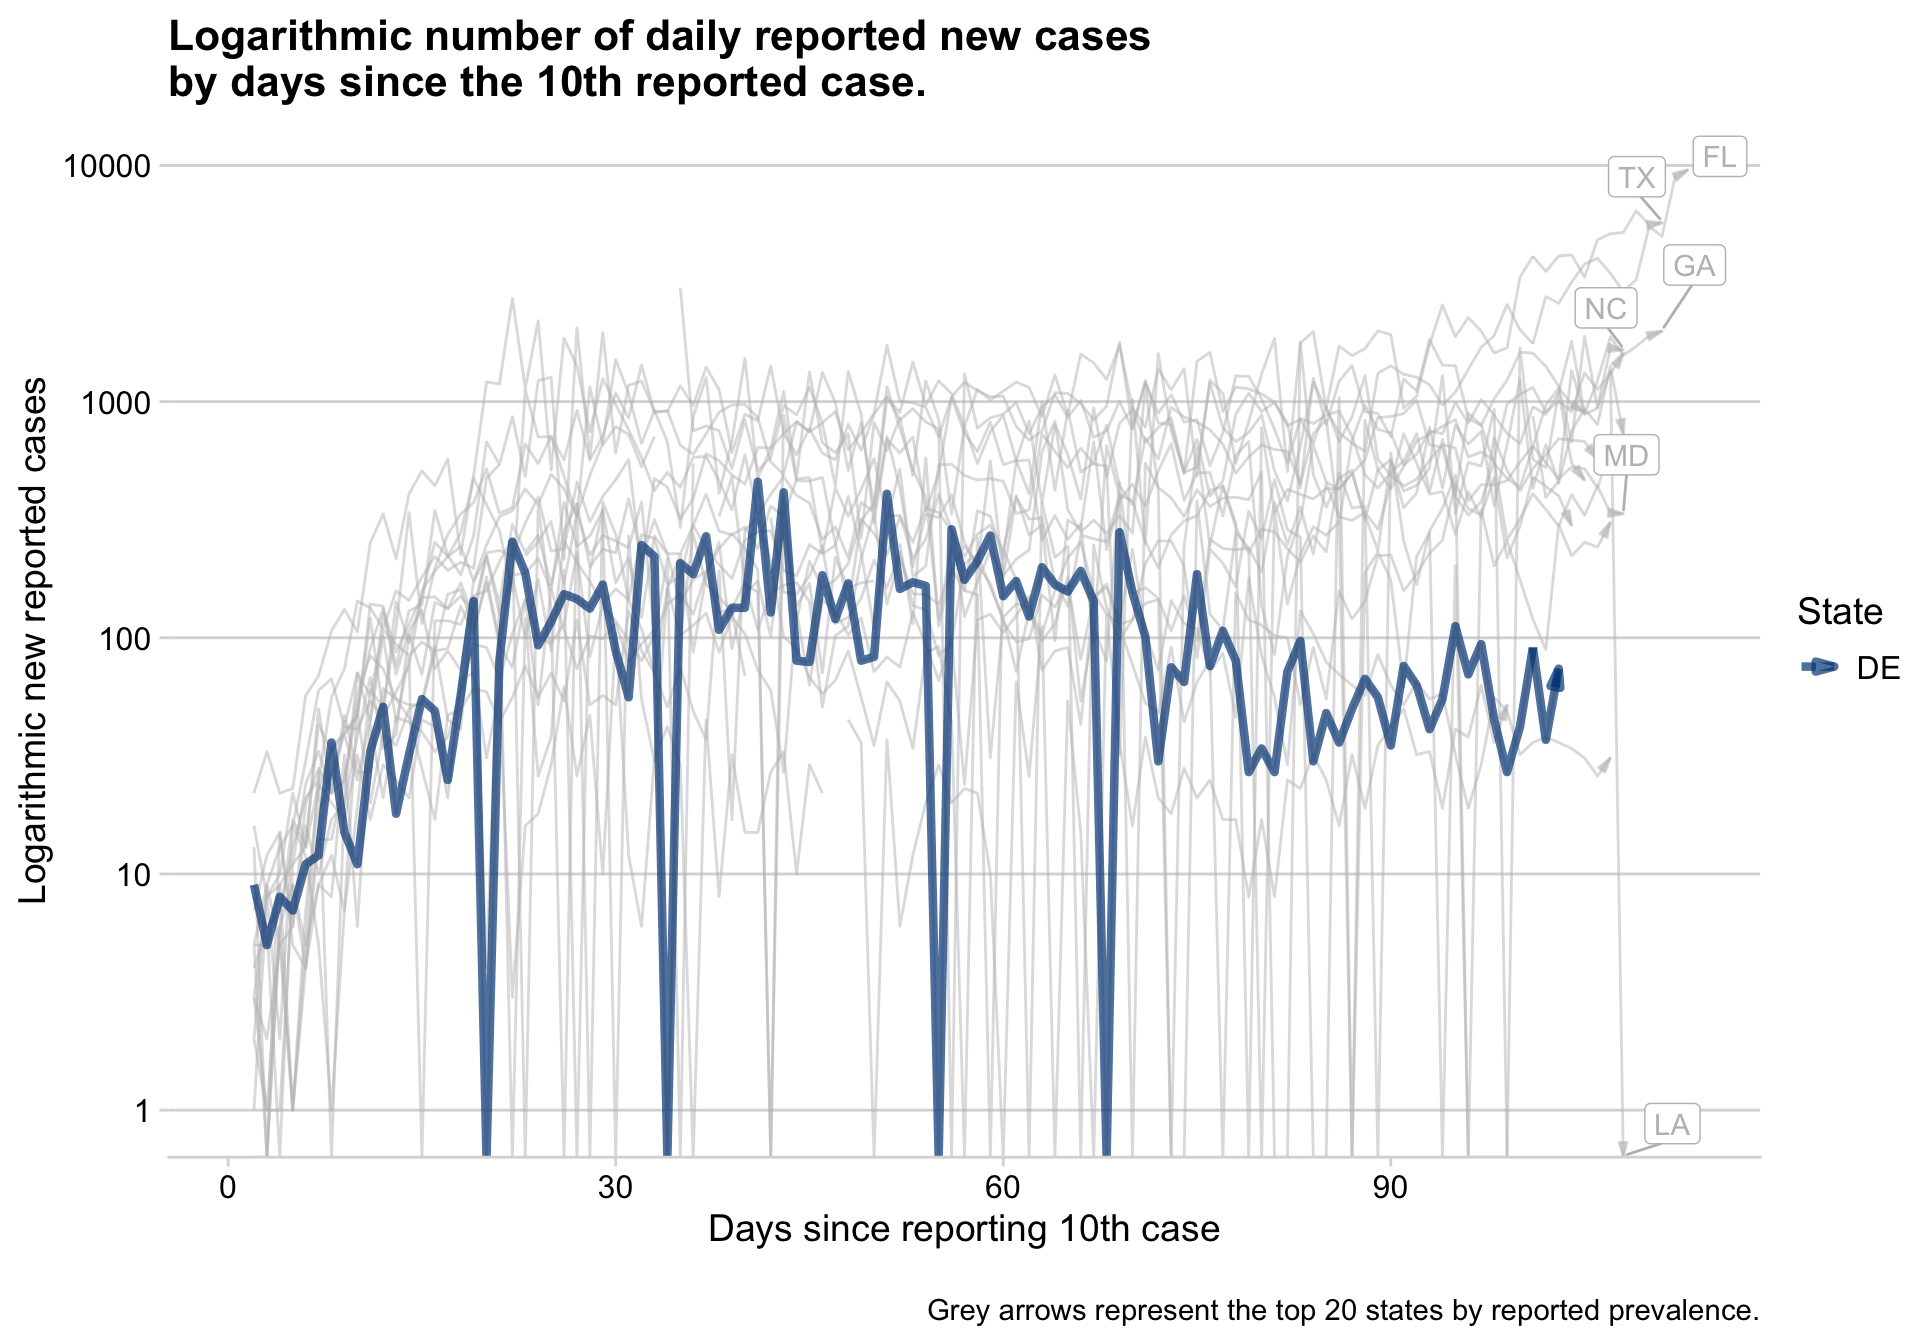 Logarithmic number of daily reported new cases
by days since the 10th reported case.
10000
1000
100
10
1
Logarithmic new reported cases
FL
TX
GA
NC
MD
LA
State
DE
0
30
60
90
Days since reporting 10th case
Grey arrows represent the top 20 states by reported prevalence.